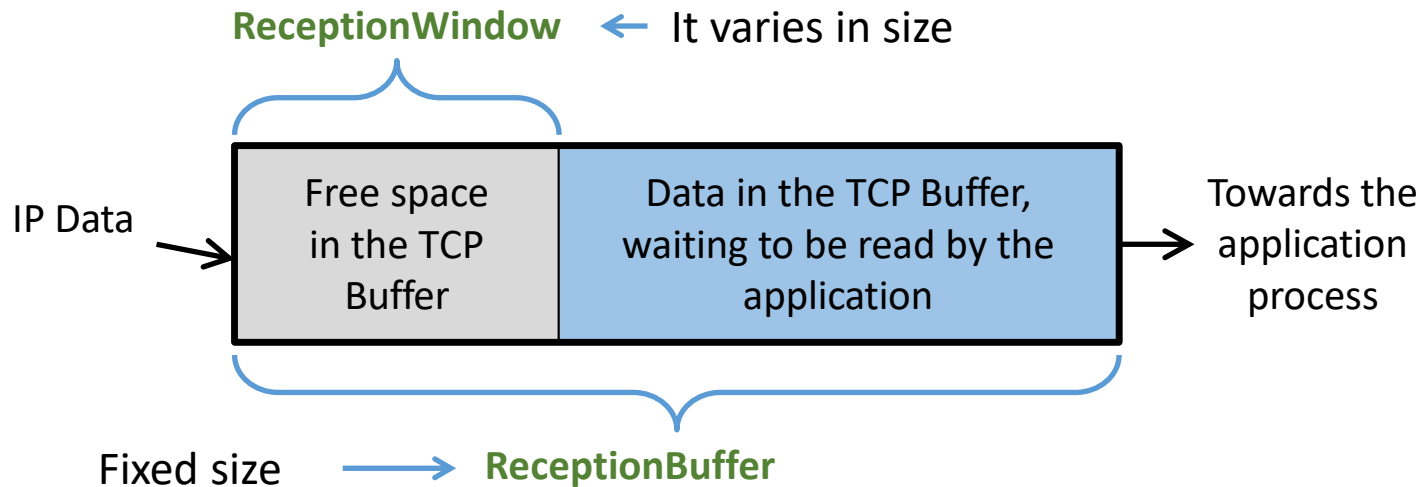 ReceptionWindow It varies in size
IP Data
Free space
in the TCP
Buffer
Data in the TCP Buffer,
waiting to be read by the
application
Towards the
application
process
Fixed size ReceptionBuffer